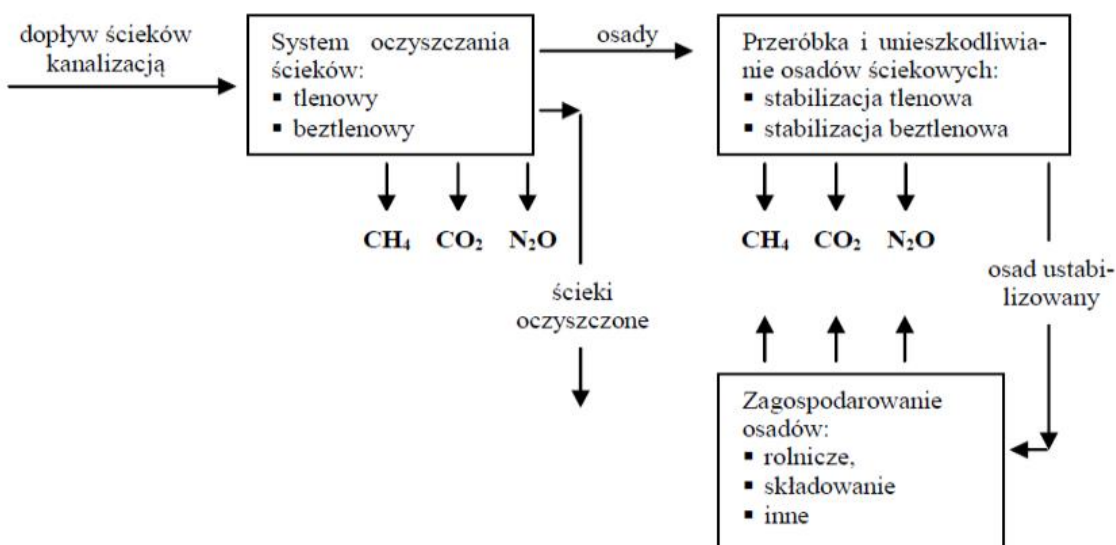 dopływ ścieków
kanalizacją
System oczyszczania
ścieków:
▪ tlenowy
▪ beztlenowy
osady
Przeróbka i unieszkodliwia-
nie osadów ściekowych:
▪ stabilizacja tlenowa
▪ stabilizacja beztlenowa
CH₄ CO₂ N₂O
CH₄ CO₂ N₂O
ścieki
oczyszczone
osad ustabi-
lizowany
Zagospodarowanie
osadów:
▪ rolnicze,
▪ składowanie
▪ inne